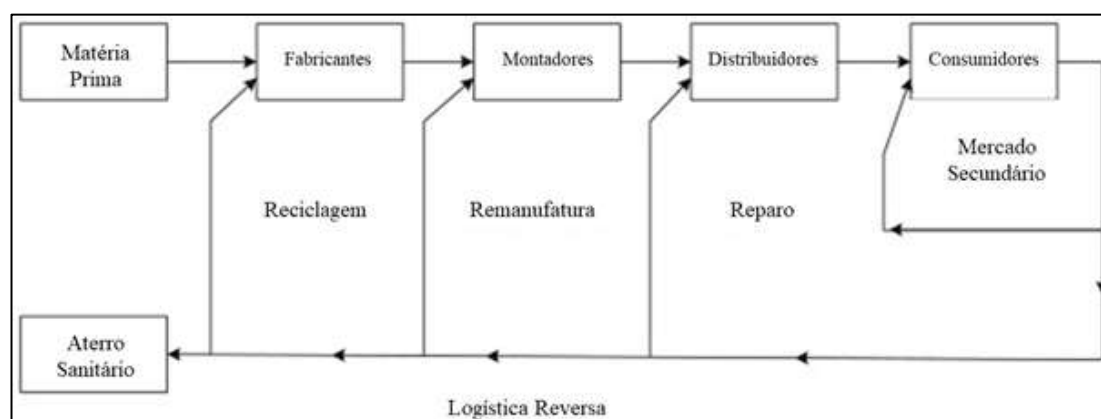 Matéria
Prima
Fabricantes
Montadores
Distribuidores
Consumidores
Mercado
Secundário
Reciclagem
Remanufatura
Reparo
Aterro
Sanitário
Logística Reversa